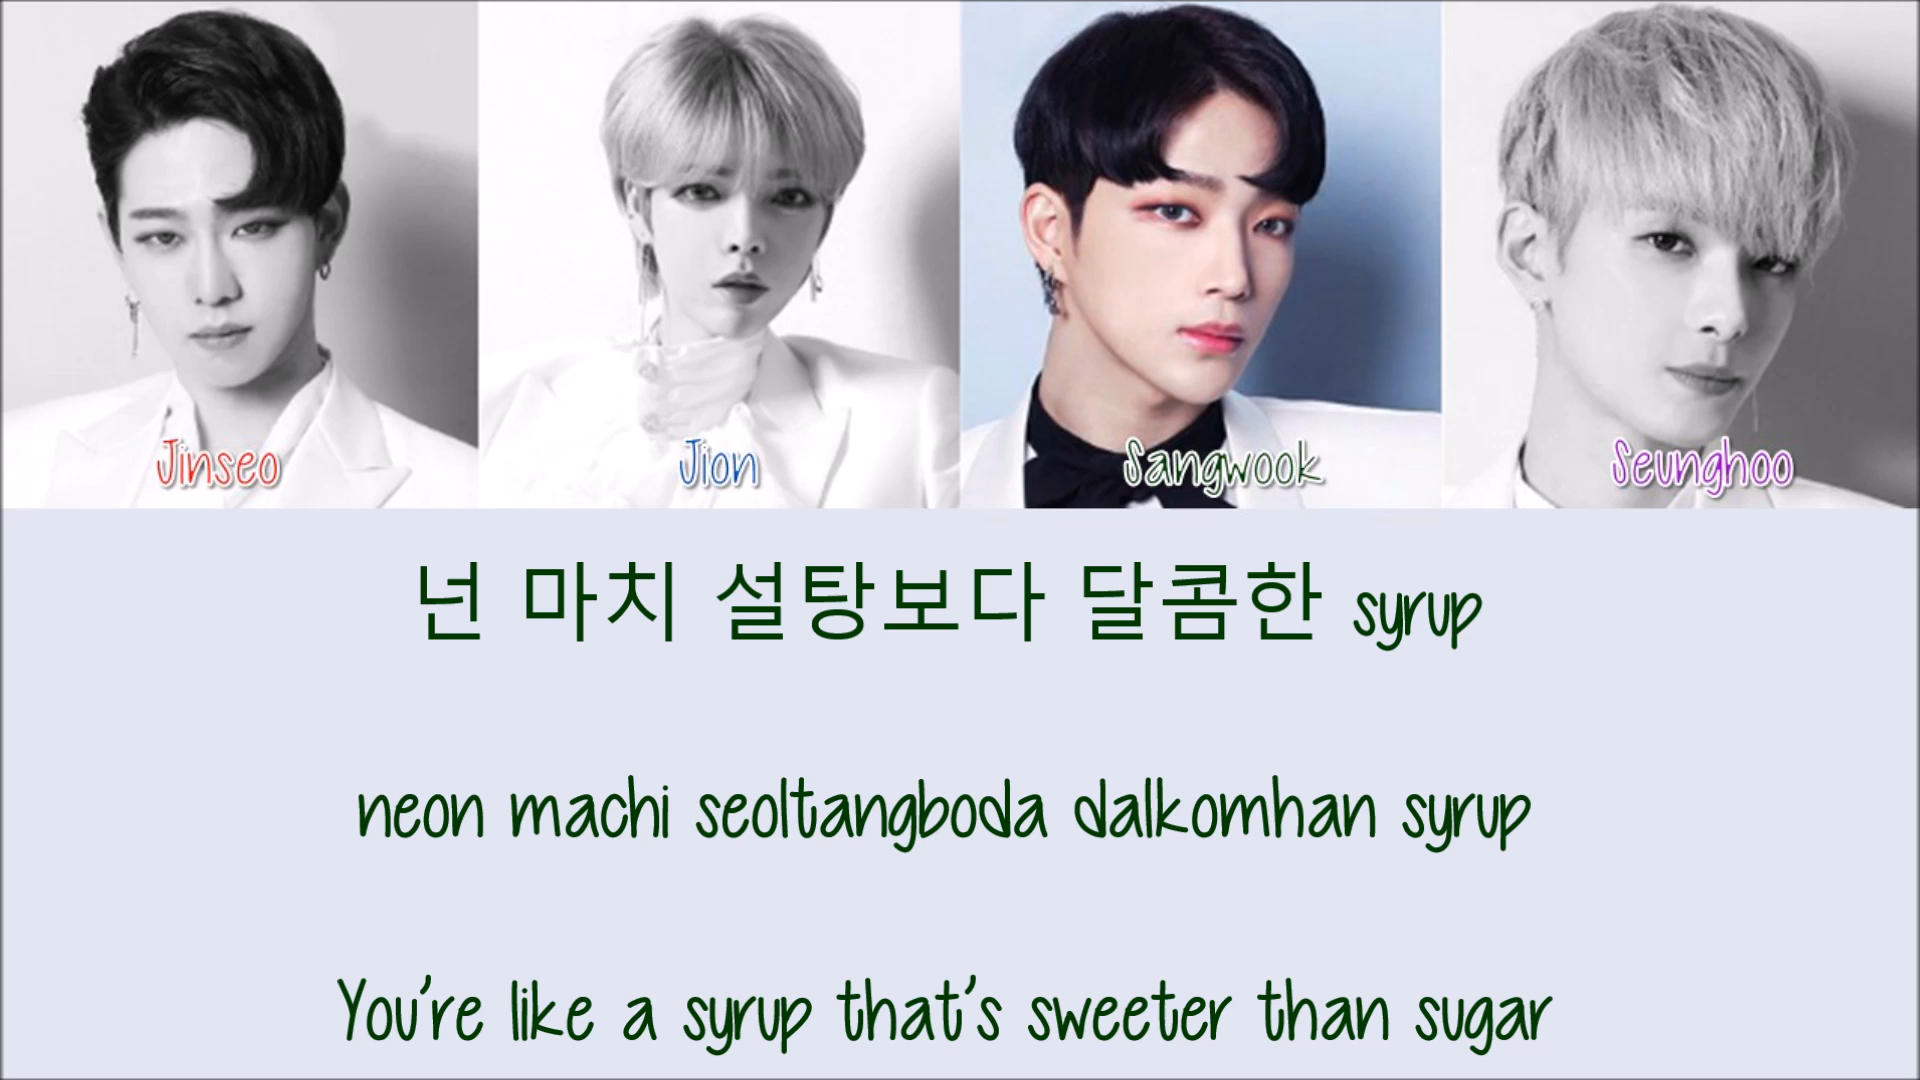 Jinseo Jion Sangwook Seunghoo
넌 마치 설탕보다 달콤한 syrup
neon machi seoltangboda dalkomhan syrup
You're like a syrup that's sweeter than sugar